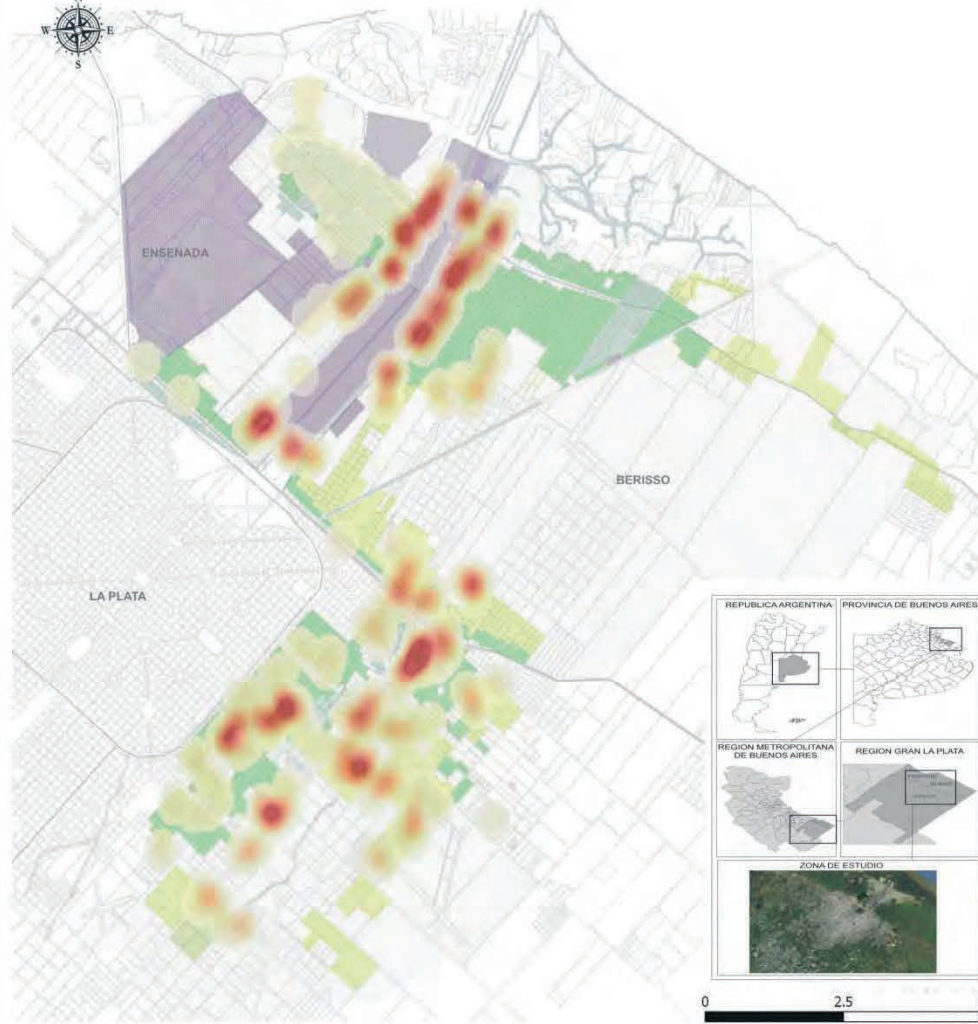 W E
S
ENSENADA
BERISSO
LA PLATA
REPUBLICA ARGENTINA
PROVINCIA DE BUENOS AIRES
REGION METROPOLITANA
DE BUENOS AIRES
REGION GRAN LA PLATA
ZONA DE ESTUDIO
0 2.5